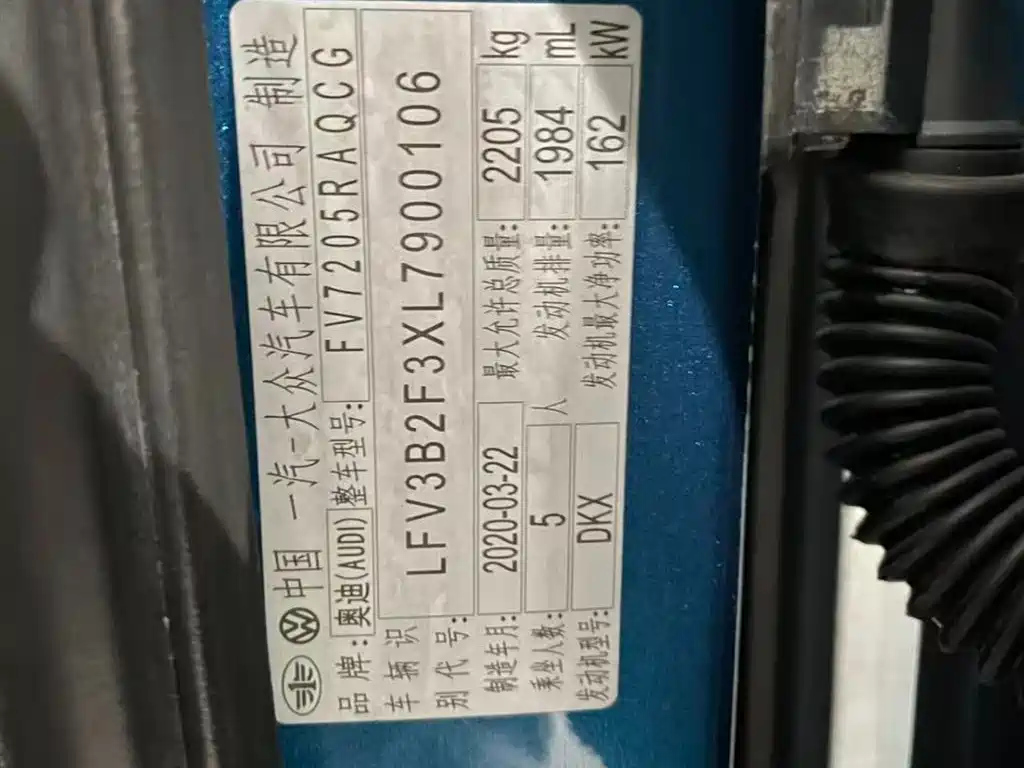 中国 一汽-大众汽车有限公司 制造
品牌: 奥迪(AUDI) 整车型号: FV7205RAQCG
车辆识别代号: LFV3B2F3XL7900106
制造年月: 2020-03-22 最大允许总质量: 2205 kg
乘坐人数: 5 人 发动机排量: 1984 mL
发动机型号: DKX 发动机最大净功率: 162 kW